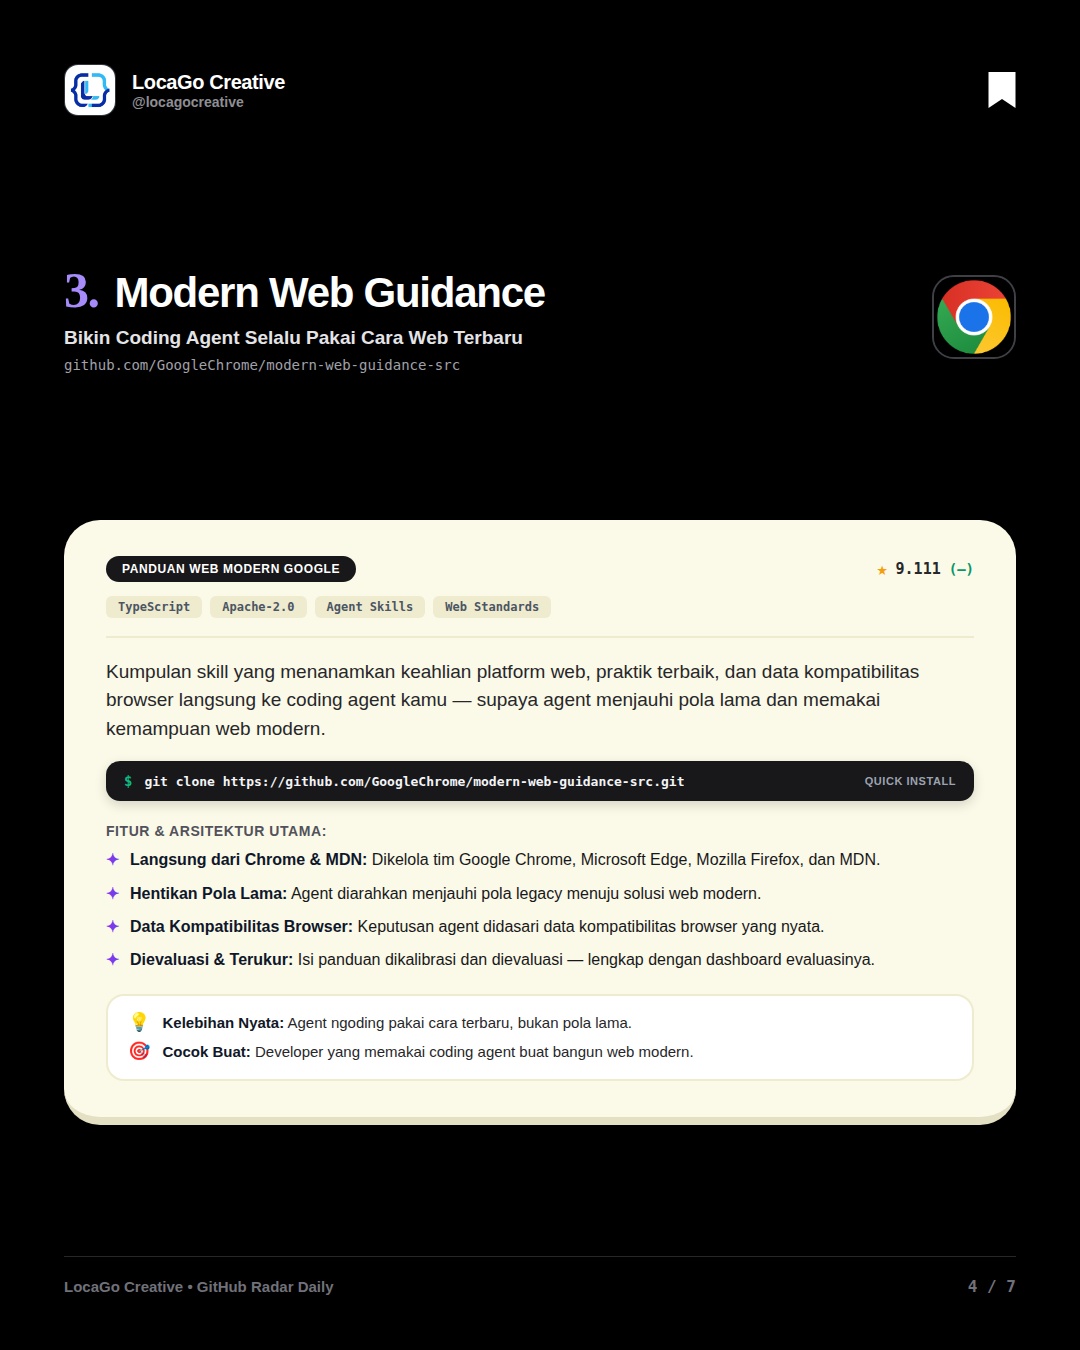 LocaGo Creative
@locagocreative
3. Modern Web Guidance
Bikin Coding Agent Selalu Pakai Cara Web Terbaru
github.com/GoogleChrome/modern-web-guidance-src
PANDUAN WEB MODERN GOOGLE
★ 9.111 (—)
TypeScript Apache-2.0 Agent Skills Web Standards
Kumpulan skill yang menanamkan keahlian platform web, praktik terbaik, dan data kompatibilitas
browser langsung ke coding agent kamu — supaya agent menjauhi pola lama dan memakai
kemampuan web modern.
$ git clone https://github.com/GoogleChrome/modern-web-guidance-src.git QUICK INSTALL
FITUR & ARSITEKTUR UTAMA:
✦ Langsung dari Chrome & MDN: Dikelola tim Google Chrome, Microsoft Edge, Mozilla Firefox, dan MDN.
✦ Hentikan Pola Lama: Agent diarahkan menjauhi pola legacy menuju solusi web modern.
✦ Data Kompatibilitas Browser: Keputusan agent didasari data kompatibilitas browser yang nyata.
✦ Dievaluasi & Terukur: Isi panduan dikalibrasi dan dievaluasi — lengkap dengan dashboard evaluasinya.
💡 Kelebihan Nyata: Agent ngoding pakai cara terbaru, bukan pola lama.
🎯 Cocok Buat: Developer yang memakai coding agent buat bangun web modern.
LocaGo Creative • GitHub Radar Daily
4 / 7